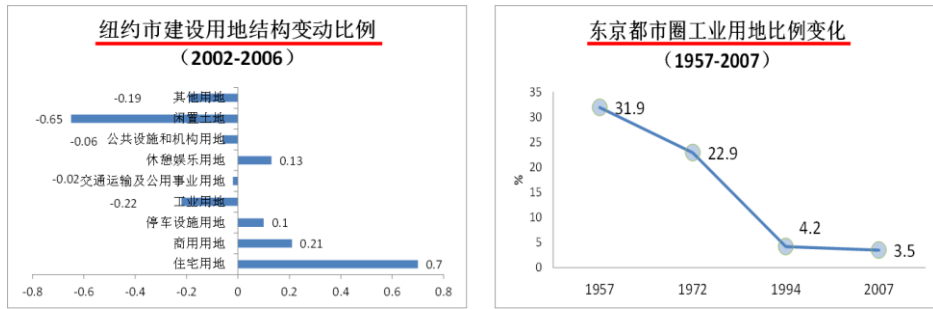 纽约市建设用地结构变动比例
（2002-2006）
-0.19 其他用地
-0.65 闲置土地
-0.06 公共设施和机构用地
休憩娱乐用地 0.13
-0.02 交通运输及公用事业用地
-0.22 工业用地
停车设施用地 0.1
商用用地 0.21
住宅用地 0.7
-0.8 -0.6 -0.4 -0.2 0 0.2 0.4 0.6 0.8
东京都市圈工业用地比例变化
（1957-2007）
35
30
25
20
15
10
5
0
%
31.9
22.9
4.2
3.5
1957 1972 1994 2007